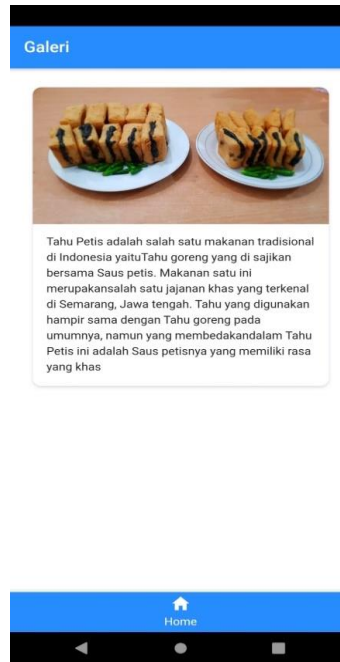 Galeri
Tahu Petis adalah salah satu makanan tradisional
di Indonesia yaituTahu goreng yang di sajikan
bersama Saus petis. Makanan satu ini
merupakansalah satu jajanan khas yang terkenal
di Semarang, Jawa tengah. Tahu yang digunakan
hampir sama dengan Tahu goreng pada
umumnya, namun yang membedakandalam Tahu
Petis ini adalah Saus petisnya yang memiliki rasa
yang khas
Home